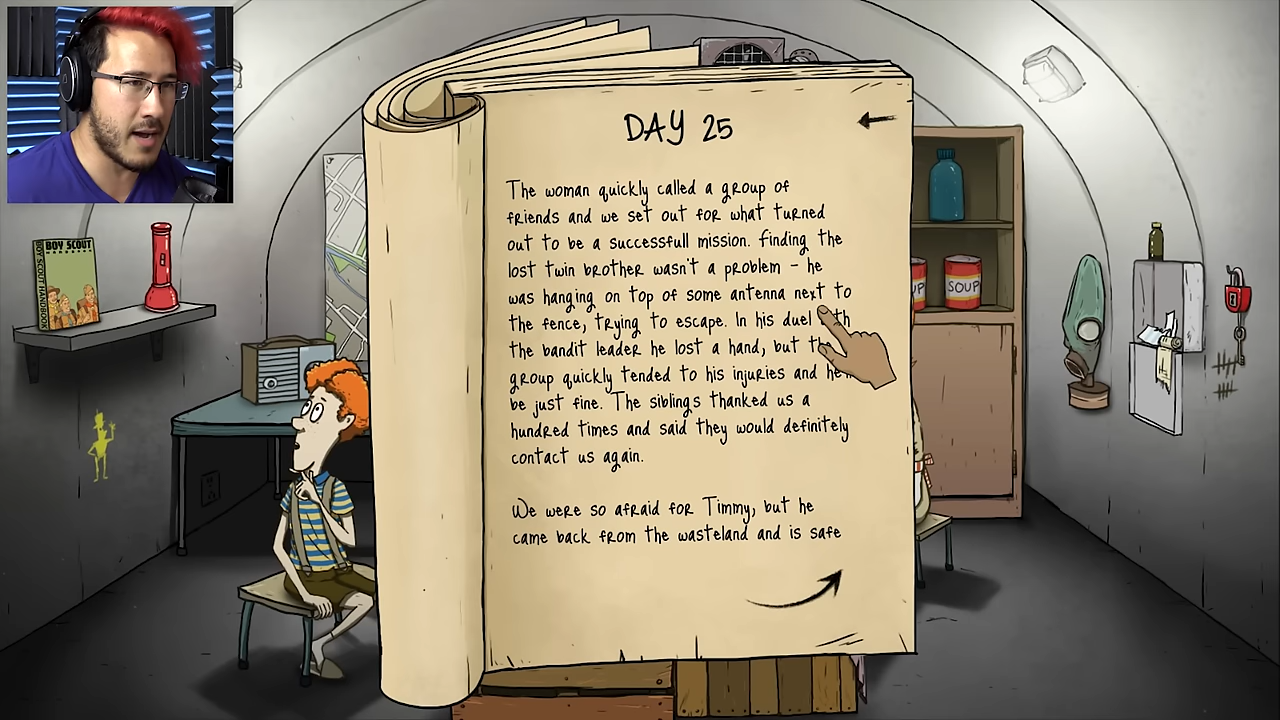 DAY 25
The woman quickly called a group of
friends and we set out for what turned
out to be a successfull mission. Finding the
lost twin brother wasn't a problem - he
was hanging on top of some antenna next to
the fence, trying to escape. In his duel
the bandit leader he lost a hand, but
group quickly tended to his injuries and
be just fine. The siblings thanked us a
hundred times and said they would definitely
contact us again.
We were so afraid for Timmy, but he
came back from the wasteland and is safe
BOY SCOUT
BOY SCOUT HANDBOOK
SOUP